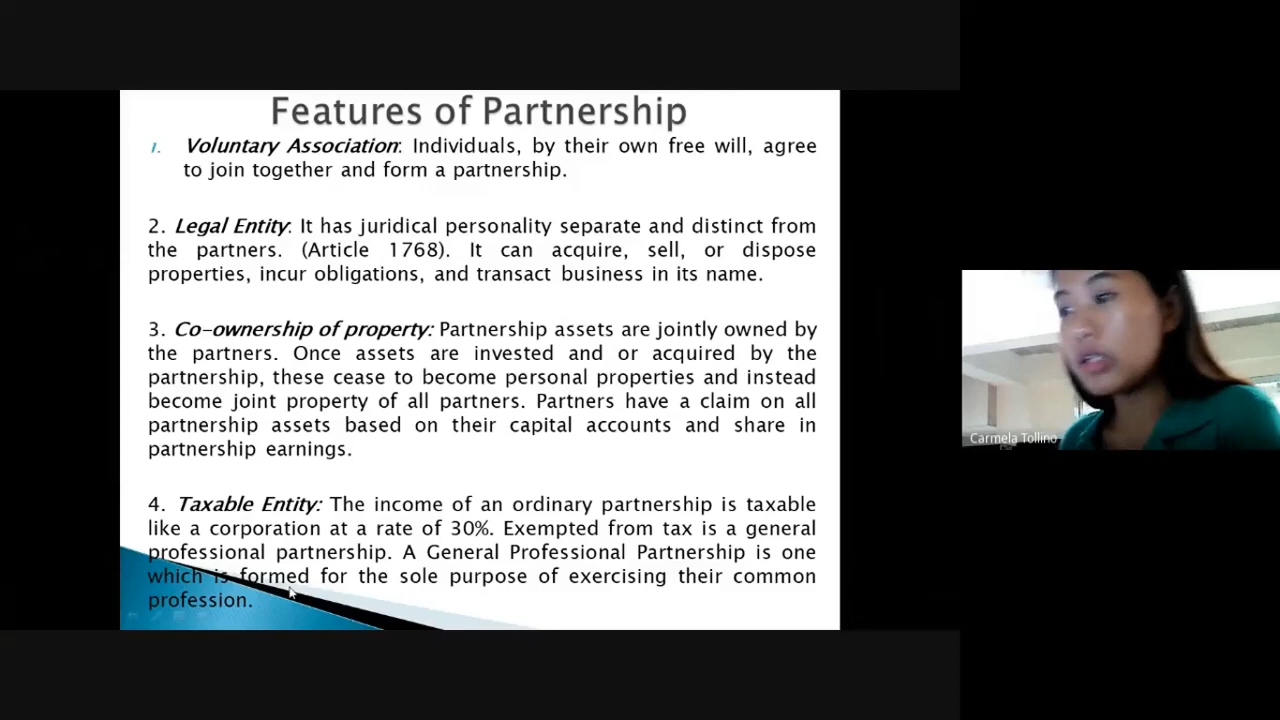 Features of Partnership
1. Voluntary Association: Individuals, by their own free will, agree
to join together and form a partnership.
2. Legal Entity: It has juridical personality separate and distinct from
the partners. (Article 1768). It can acquire, sell, or dispose
properties, incur obligations, and transact business in its name.
3. Co-ownership of property: Partnership assets are jointly owned by
the partners. Once assets are invested and or acquired by the
partnership, these cease to become personal properties and instead
become joint property of all partners. Partners have a claim on all
partnership assets based on their capital accounts and share in
partnership earnings.
4. Taxable Entity: The income of an ordinary partnership is taxable
like a corporation at a rate of 30%. Exempted from tax is a general
professional partnership. A General Professional Partnership is one
which is formed for the sole purpose of exercising their common
profession.
Carmela Tollino